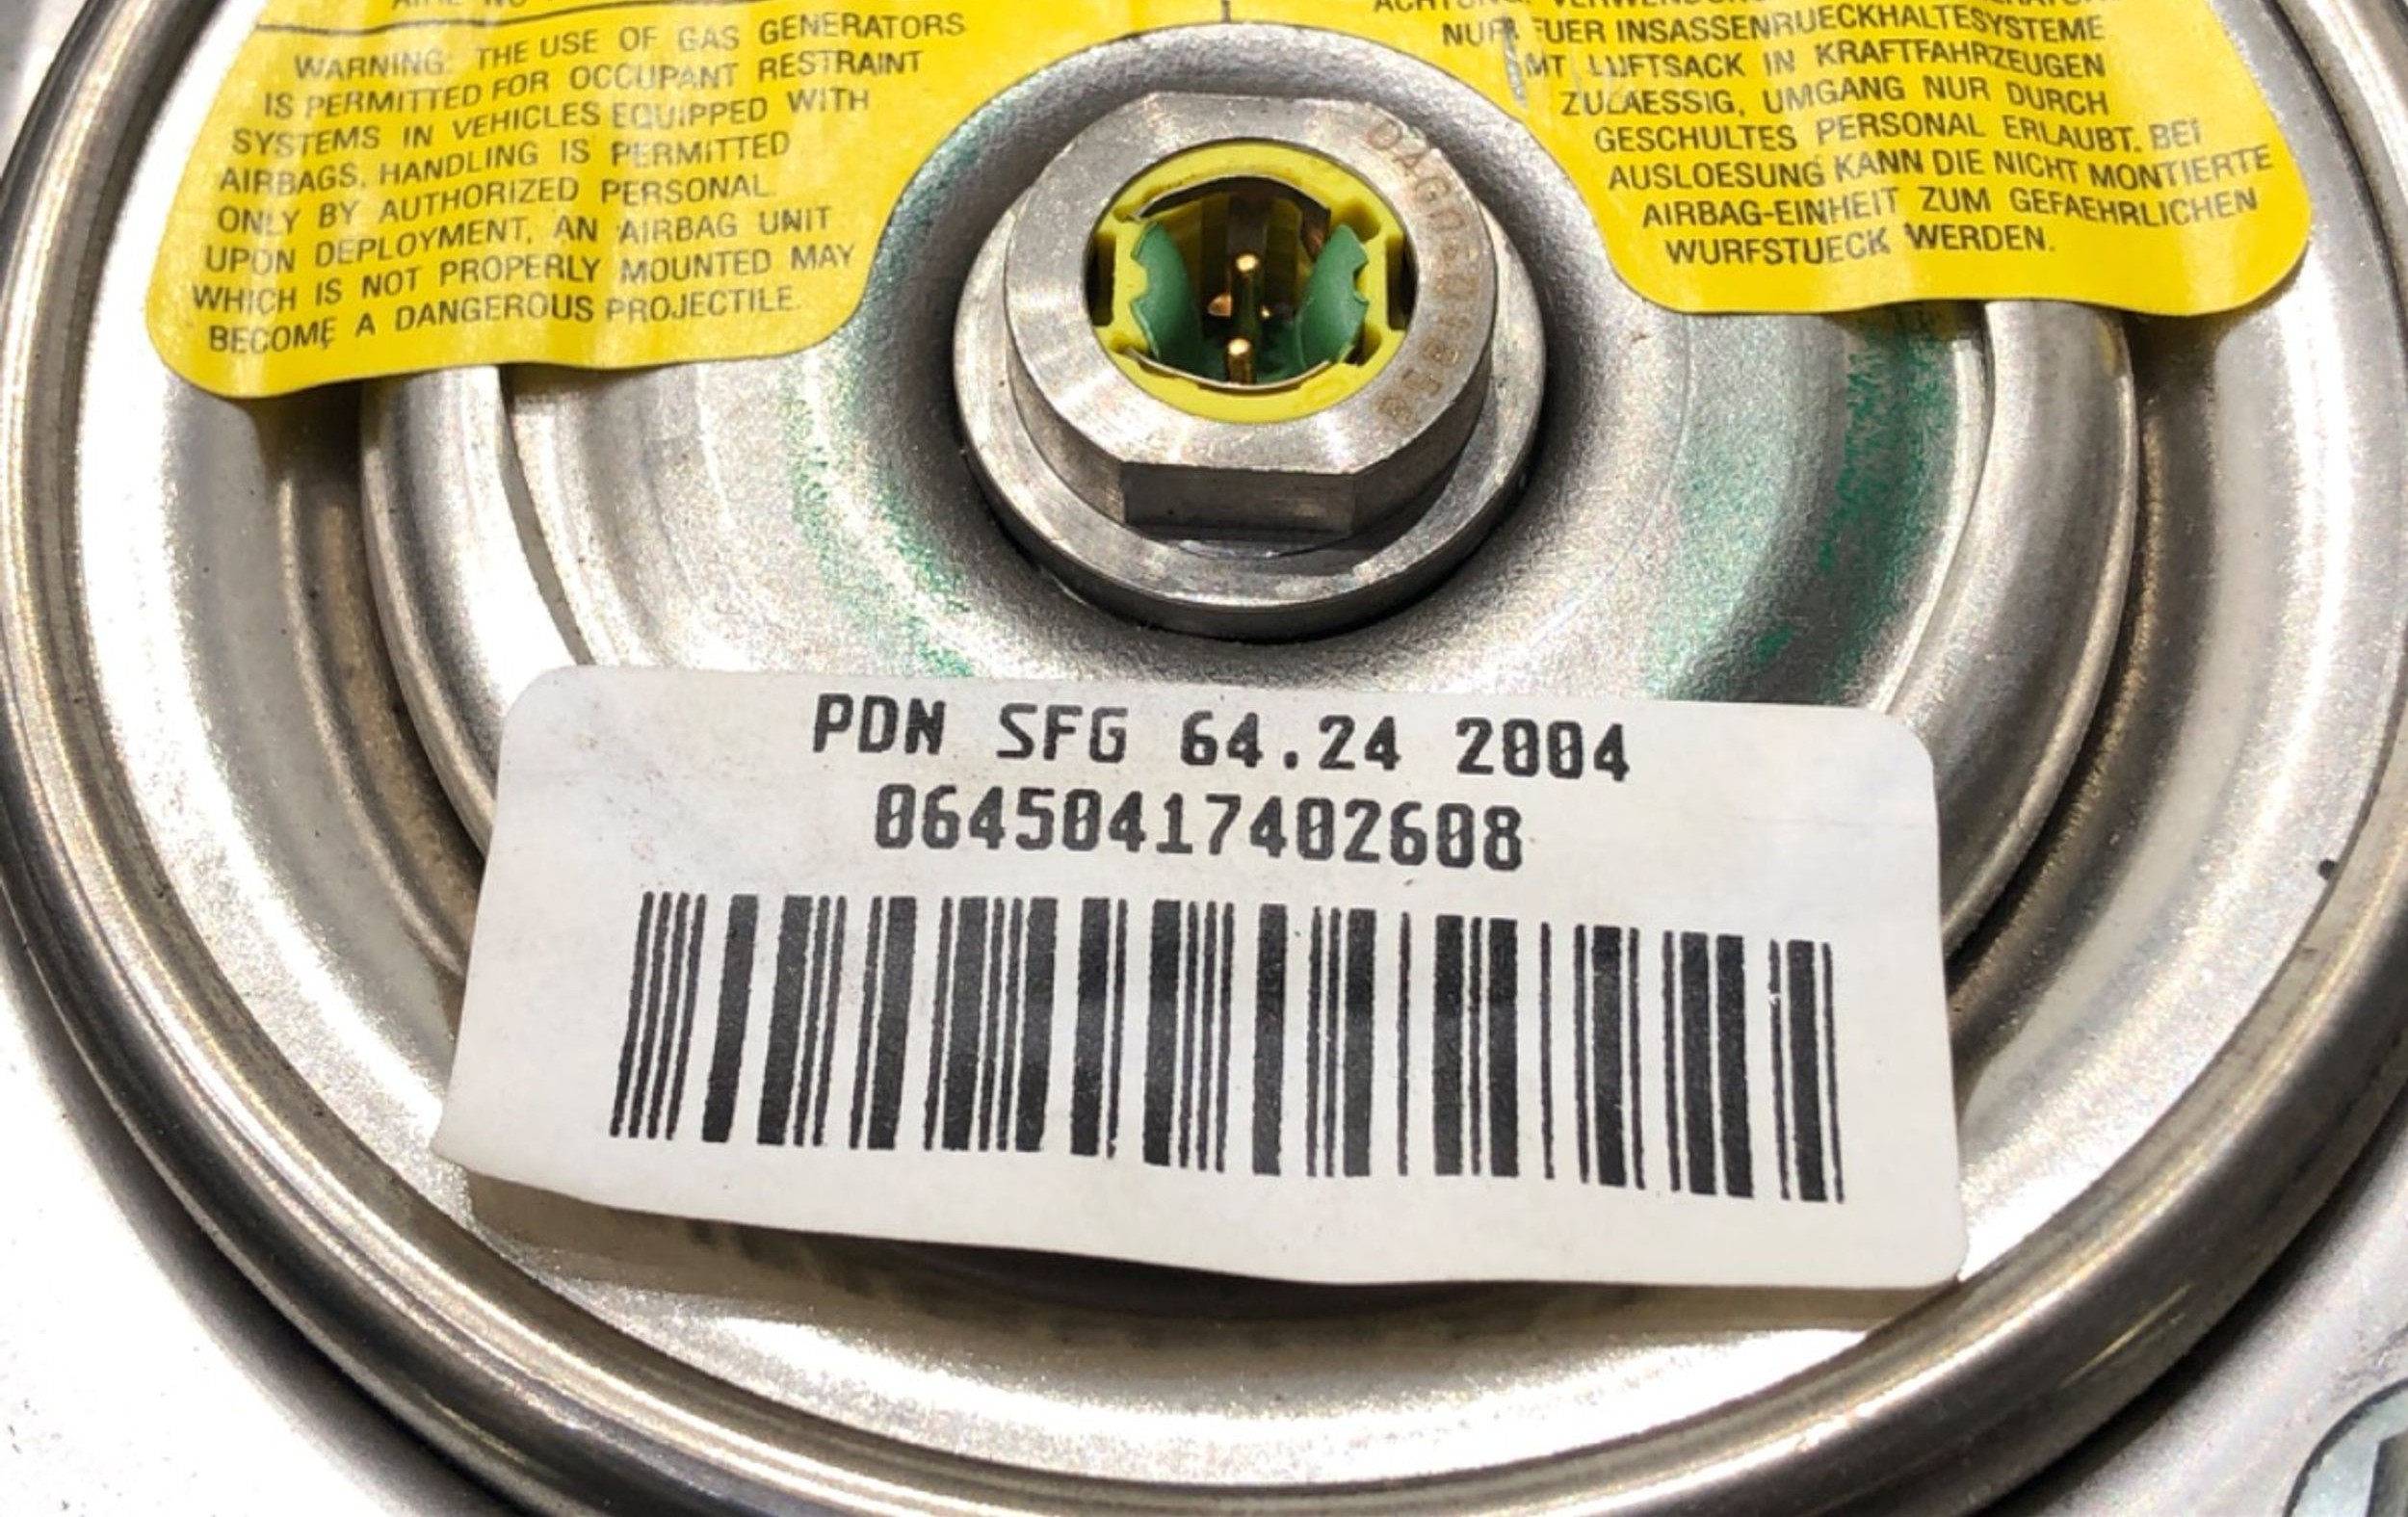 WARNING: THE USE OF GAS GENERATORS
IS PERMITTED FOR OCCUPANT RESTRAINT
SYSTEMS IN VEHICLES EQUIPPED WITH
AIRBAGS. HANDLING IS PERMITTED
ONLY BY AUTHORIZED PERSONAL
UPON DEPLOYMENT, AN AIRBAG UNIT
WHICH IS NOT PROPERLY MOUNTED MAY
BECOME A DANGEROUS PROJECTILE.
NUR FUER INSASSENRUECKHALTESYSTEME
MT LUFTSACK IN KRAFTFAHRZEUGEN
ZULAESSIG, UMGANG NUR DURCH
GESCHULTES PERSONAL ERLAUBT. BEI
AUSLOESUNG KANN DIE NICHT MONTIERTE
AIRBAG-EINHEIT ZUM GEFAEHRLICHEN
WURFSTUECK WERDEN.
PDN SFG 64.24 2004
06450417402608